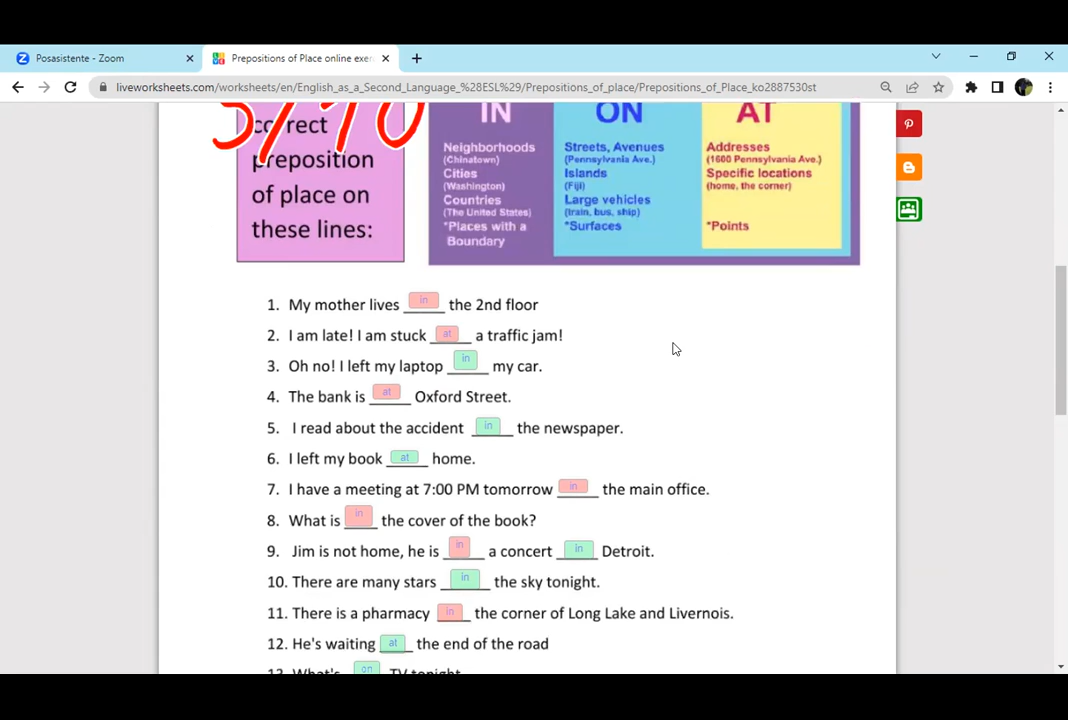 Posasistente - Zoom
Prepositions of Place online exer
liveworksheets.com/worksheets/en/English_as_a_Second_Language_%28ESL%29/Prepositions_of_place/Prepositions_of_Place_ko2887530st
correct
preposition
of place on
these lines:
IN
Neighborhoods
(Chinatown)
Cities
(Washington)
Countries
(The United States)
*Places with a
Boundary
ON
Streets, Avenues
(Pennsylvania Ave.)
Islands
(Fiji)
Large vehicles
(train, bus, ship)
*Surfaces
AT
Addresses
(1600 Pennsylvania Ave.)
Specific locations
(home, the corner)
*Points
1. My mother lives in the 2nd floor
2. I am late! I am stuck at a traffic jam!
3. Oh no! I left my laptop in my car.
4. The bank is at Oxford Street.
5. I read about the accident in the newspaper.
6. I left my book at home.
7. I have a meeting at 7:00 PM tomorrow in the main office.
8. What is in the cover of the book?
9. Jim is not home, he is in a concert in Detroit.
10. There are many stars in the sky tonight.
11. There is a pharmacy in the corner of Long Lake and Livernois.
12. He's waiting at the end of the road
13. What's on TV tonight